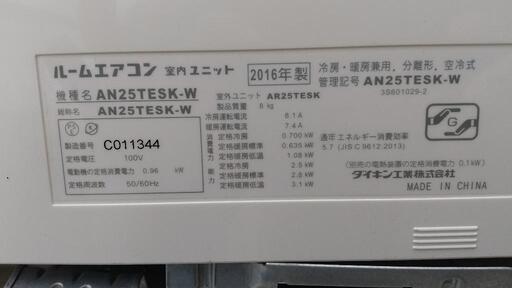 ルームエアコン 室内ユニット 2016年製
冷房・暖房兼用, 分離形, 空冷式
機種名 AN25TESK-W
管理記号 AN25TESK-W
総称名 AN25TESK-W
3S601029-2
室外ユニット AR25TESK
製品質量 8 kg
冷房運転電流 8.1 A
暖房運転電流 7.4 A
定格冷房 0.700 kW
定格暖房標準 0.635 kW
定格暖房低温 1.08 kW
定格冷房 2.5 kW
定格暖房標準 2.8 kW
定格暖房低温 3.1 kW
消費電力
能力
製造番号 C011344
定格電圧 100V
電動機の定格消費電力 0.96 kW
定格周波数 50/60Hz
通年エネルギー消費効率
5.7 (JIS C 9612:2013)
(別売の電熱装置の定格消費電力 0.1kW)
ダイキン工業株式会社
MADE IN CHINA